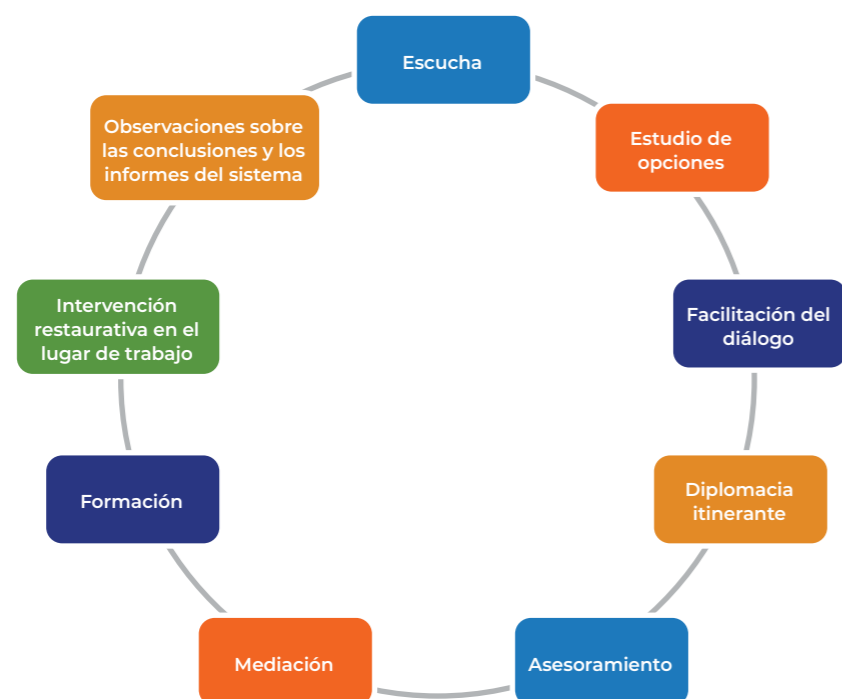 Escucha
Estudio de
opciones
Facilitación del
diálogo
Diplomacia
itinerante
Asesoramiento
Mediación
Formación
Intervención
restaurativa en el
lugar de trabajo
Observaciones sobre
las conclusiones y los
informes del sistema